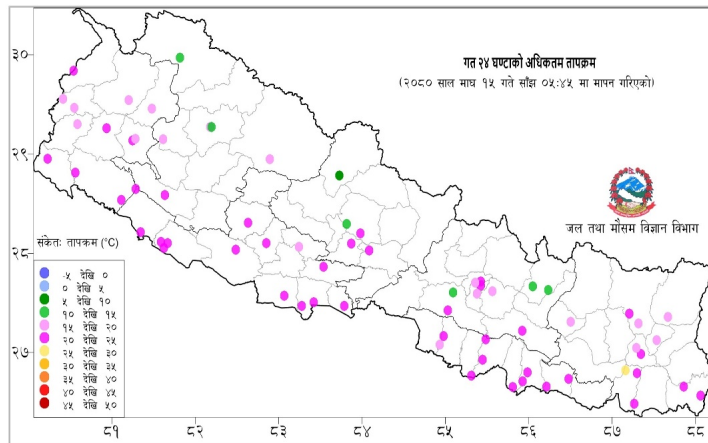 गत २४ घण्टाको अधिकतम तापक्रम
(२०८० साल माघ १५ गते साँझ ०५:४५ मा मापन गरिएको)
३०
२९
२८
२७
जल तथा मौसम विज्ञान विभाग
संकेतः तापक्रम (°C)
-५ देखि ०
० देखि ५
५ देखि १०
१० देखि १५
१५ देखि २०
२० देखि २५
२५ देखि ३०
३० देखि ३५
३५ देखि ४०
४० देखि ४५
४५ देखि ५०
८१ ८२ ८३ ८४ ८५ ८६ ८७ ८८